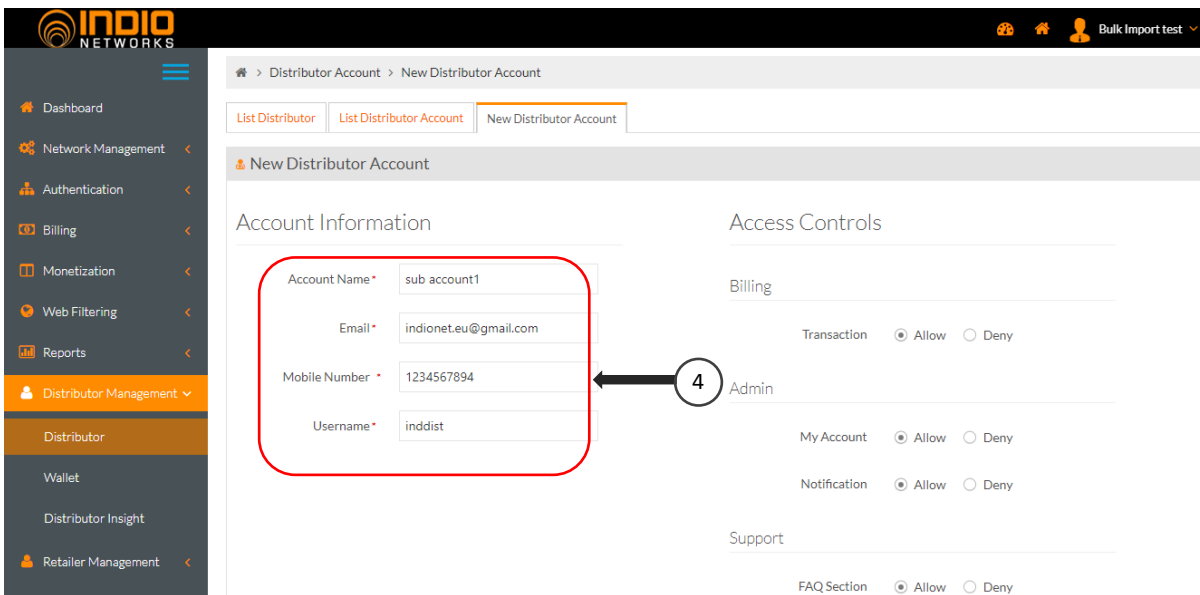 INDIO
NETWORKS
Bulk Import test
Dashboard
Network Management
Authentication
Billing
Monetization
Web Filtering
Reports
Distributor Management
Distributor
Wallet
Distributor Insight
Retailer Management
> Distributor Account > New Distributor Account
List Distributor
List Distributor Account
New Distributor Account
New Distributor Account
Account Information
Account Name* sub account1
Email* indionet.eu@gmail.com
Mobile Number * 1234567894
Username* inddist
4
Access Controls
Billing
Transaction Allow Deny
Admin
My Account Allow Deny
Notification Allow Deny
Support
FAQ Section Allow Deny